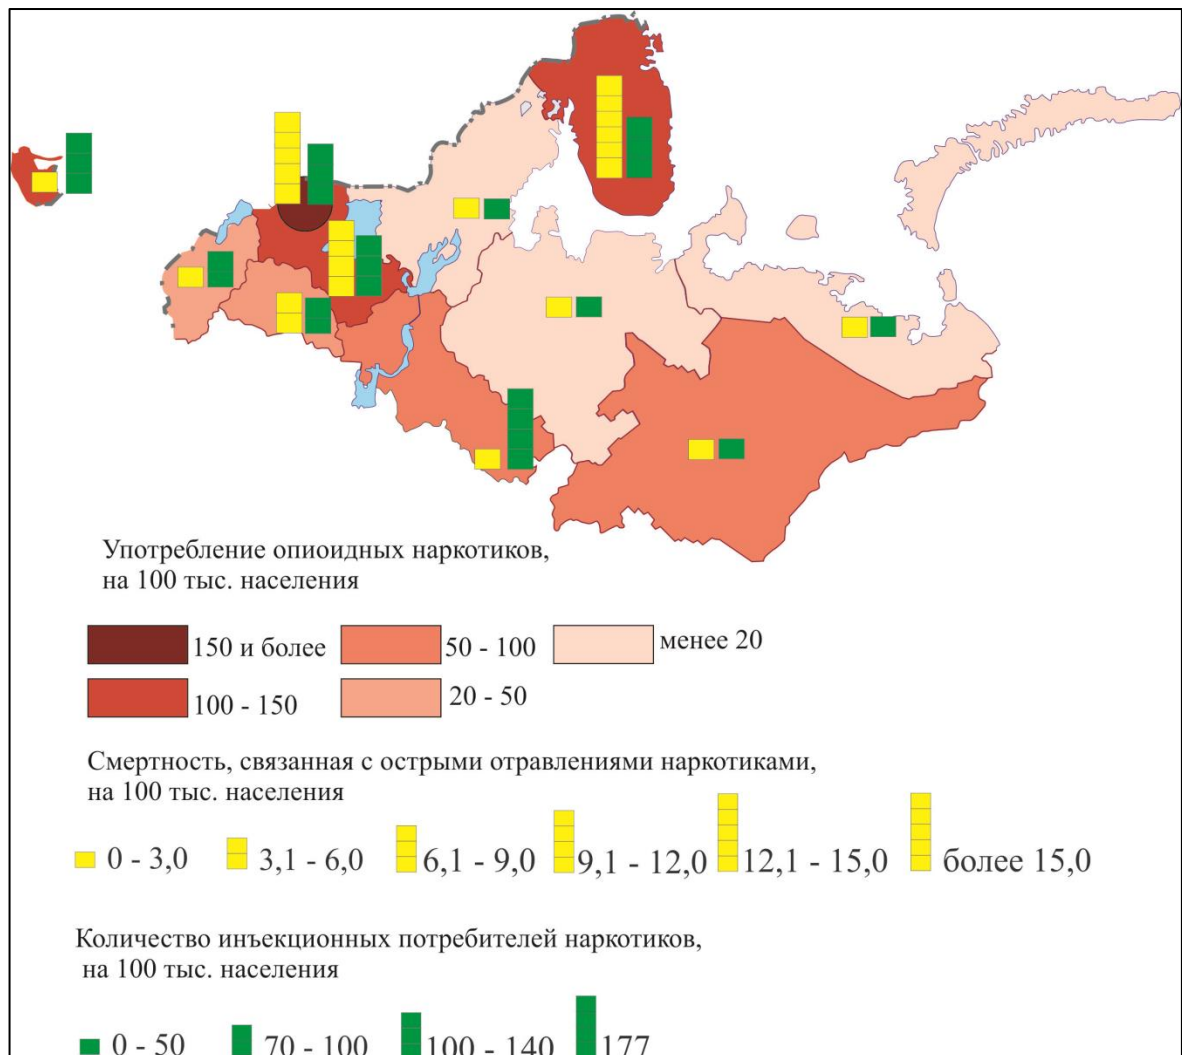 Употребление опиоидных наркотиков,
на 100 тыс. населения
150 и более 50 - 100 менее 20
100 - 150 20 - 50
Смертность, связанная с острыми отравлениями наркотиками,
на 100 тыс. населения
0 - 3,0 3,1 - 6,0 6,1 - 9,0 9,1 - 12,0 12,1 - 15,0 более 15,0
Количество инъекционных потребителей наркотиков,
на 100 тыс. населения
0 - 50 70 - 100 100 - 140 177